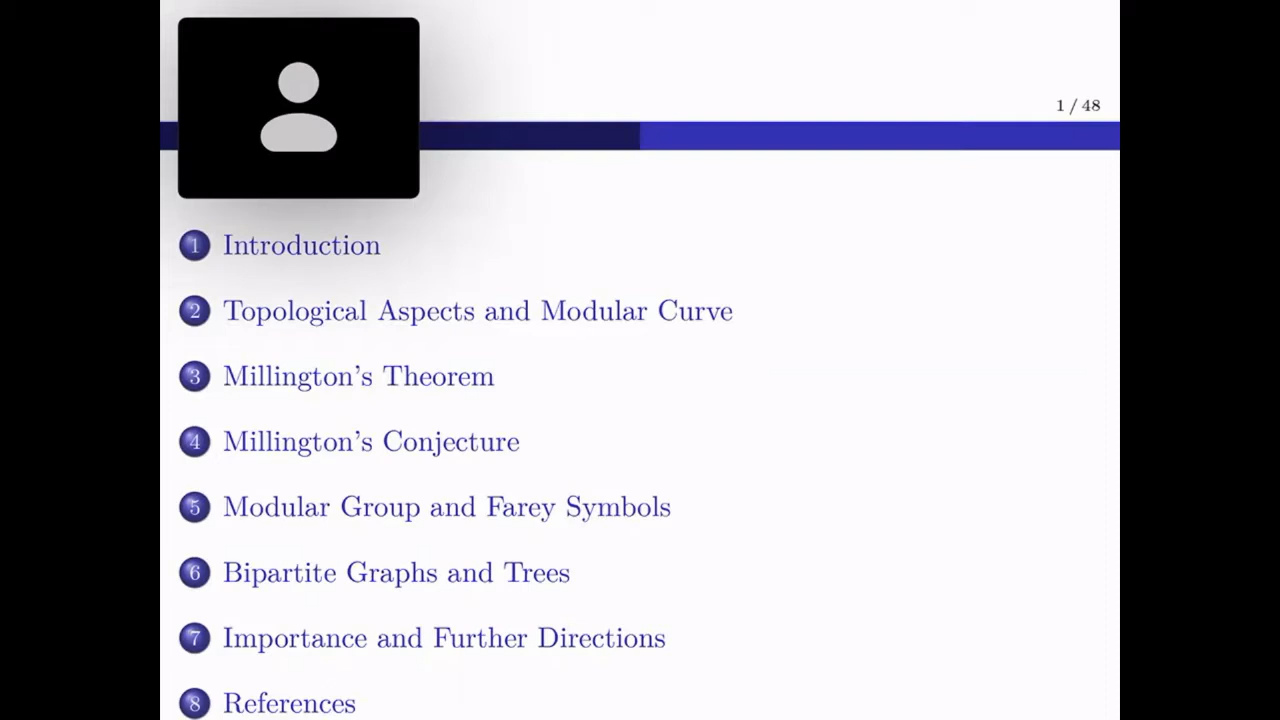 1 / 48
1 Introduction
2 Topological Aspects and Modular Curve
3 Millington's Theorem
4 Millington's Conjecture
5 Modular Group and Farey Symbols
6 Bipartite Graphs and Trees
7 Importance and Further Directions
8 References